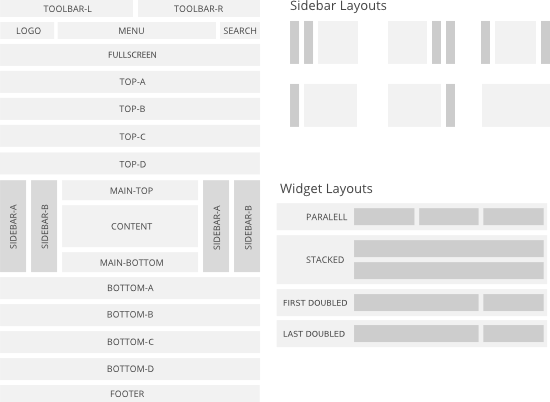 TOOLBAR-L TOOLBAR-R
LOGO MENU SEARCH
FULLSCREEN
TOP-A
TOP-B
TOP-C
TOP-D
SIDEBAR-A
SIDEBAR-B
MAIN-TOP
CONTENT
MAIN-BOTTOM
SIDEBAR-A
SIDEBAR-B
BOTTOM-A
BOTTOM-B
BOTTOM-C
BOTTOM-D
FOOTER
Sidebar Layouts
Widget Layouts
PARALELL
STACKED
FIRST DOUBLED
LAST DOUBLED